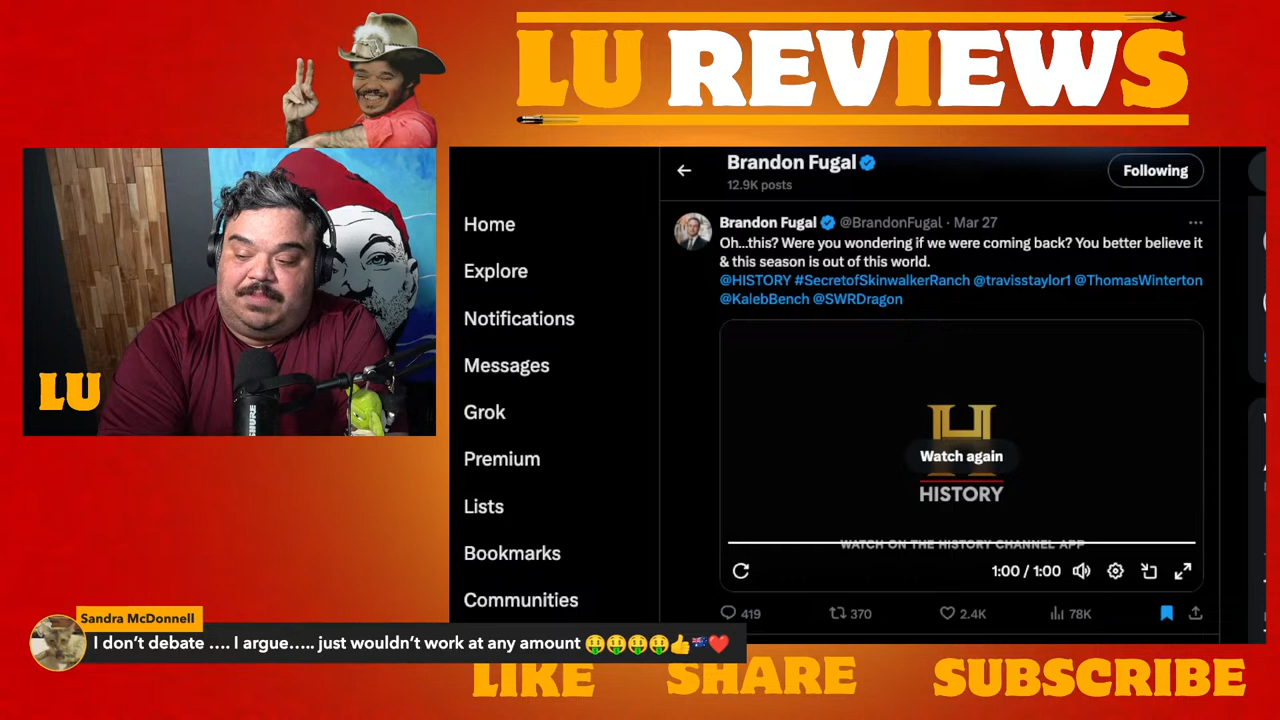 LU REVIEWS
Brandon Fugal
12.9K posts
Following
Home
Explore
Notifications
Messages
Grok
Premium
Lists
Bookmarks
Communities
Brandon Fugal @BrandonFugal · Mar 27
Oh...this? Were you wondering if we were coming back? You better believe it
& this season is out of this world.
@HISTORY #SecretofSkinwalkerRanch @travisstaylor1 @ThomasWinterton
@KalebBench @SWRDragon
H
Watch again
HISTORY
WATCH ON THE HISTORY CHANNEL APP
1:00 / 1:00
419 370 2.4K 78K
LU
SHURE
Sandra McDonnell
I don't debate .... I argue..... just wouldn't work at any amount 🤑🤑🤑🤑👍🇦🇺❤️
LIKE SHARE SUBSCRIBE